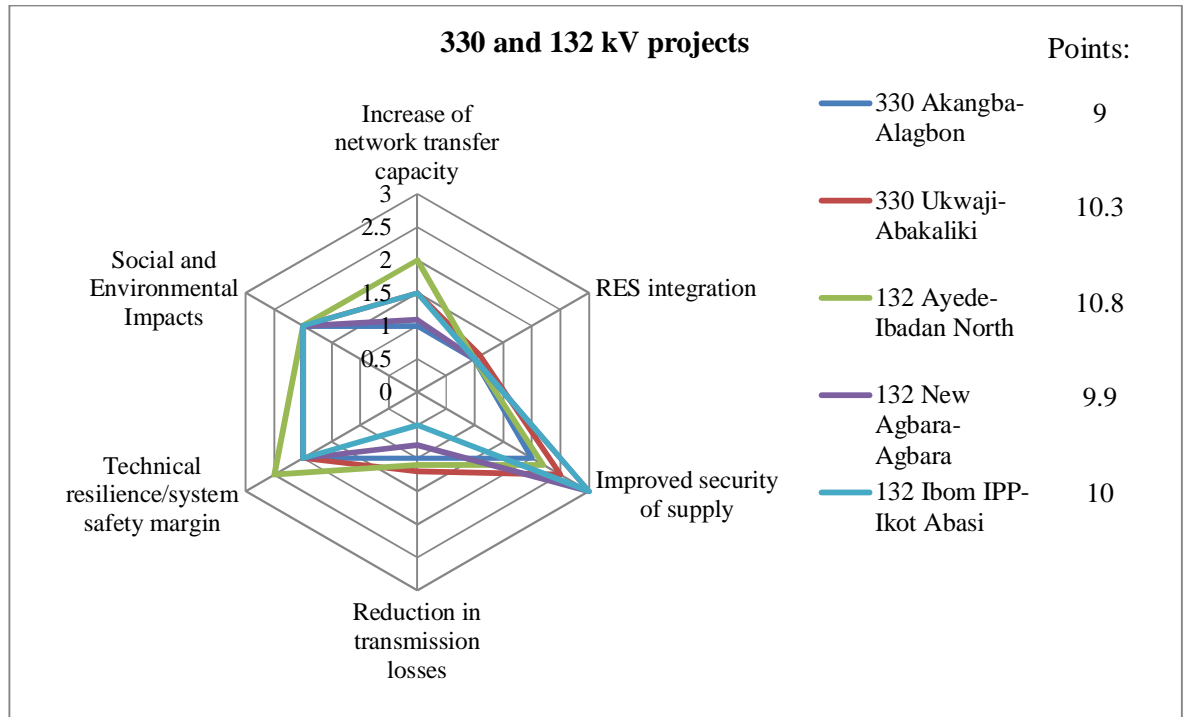 330 and 132 kV projects
Points:
Increase of
network transfer
capacity
3
2.5
2
1.5
1
0.5
0
RES integration
Improved security
of supply
Reduction in
transmission
losses
Technical
resilience/system
safety margin
Social and
Environmental
Impacts
330 Akangba-
Alagbon
9
330 Ukwaji-
Abakaliki
10.3
132 Ayede-
Ibadan North
10.8
132 New
Agbara-
Agbara
9.9
132 Ibom IPP-
Ikot Abasi
10